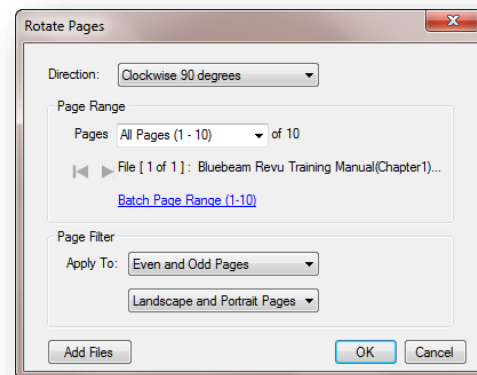 Rotate Pages
Direction: Clockwise 90 degrees
Page Range
Pages All Pages (1 - 10) of 10
File [ 1 of 1 ] : Bluebeam Revu Training Manual(Chapter1)...
Batch Page Range (1-10)
Page Filter
Apply To: Even and Odd Pages
Landscape and Portrait Pages
Add Files OK Cancel